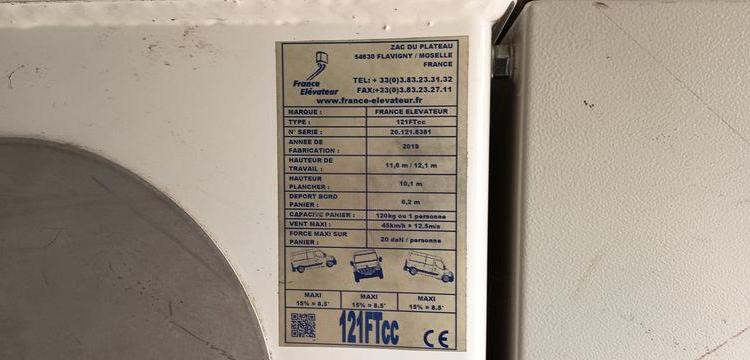 ZAC DU PLATEAU
54630 FLAVIGNY / MOSELLE
FRANCE
TEL: + 33(0)3.83.23.31.32
FAX:+33(0)3.83.23.27.11
France
Elévateur
www.france-elevateur.fr
MARQUE : FRANCE ELEVATEUR
TYPE : 121FTcc
N° SERIE : 20.121.8381
ANNEE DE
FABRICATION : 2019
HAUTEUR DE
TRAVAIL : 11,6 m / 12,1 m
HAUTEUR
PLANCHER : 10,1 m
DEPORT BORD
PANIER : 6,2 m
CAPACITE PANIER : 120kg ou 1 personne
VENT MAXI : 45km/h = 12.5m/s
FORCE MAXI SUR
PANIER : 20 daN / personne
MAXI MAXI MAXI
15% = 8.5° 15% = 8.5° 15% = 8.5°
121FTcc CE